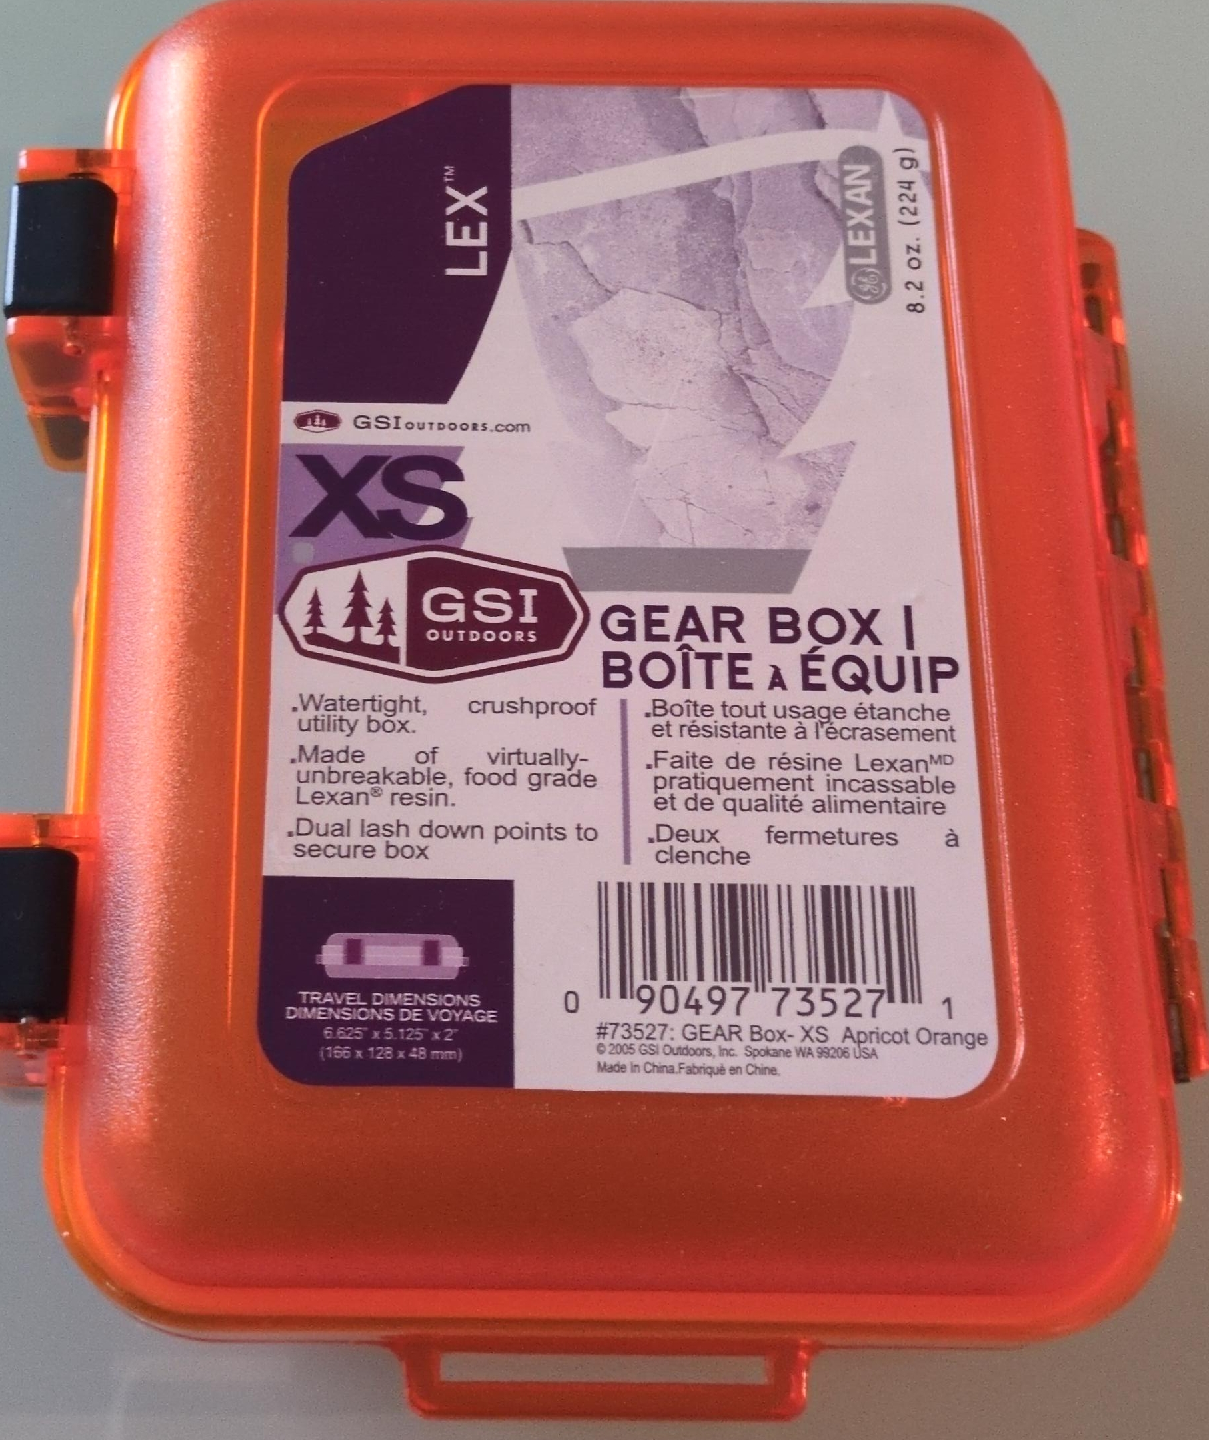 LEX™
GE LEXAN
8.2 oz. (224 g)
GSI OUTDOORS.com
XS
GSI
OUTDOORS
GEAR BOX |
BOÎTE À ÉQUIP
.Watertight, crushproof
utility box.
.Made of virtually-
unbreakable, food grade
Lexan® resin.
.Dual lash down points to
secure box
.Boîte tout usage étanche
et résistante à l'écrasement
.Faite de résine Lexanᴹᴰ
pratiquement incassable
et de qualité alimentaire
.Deux fermetures à
clenche
TRAVEL DIMENSIONS
DIMENSIONS DE VOYAGE
6.625" x 5.125" x 2"
(166 x 128 x 48 mm)
0 90497 73527 1
#73527: GEAR Box- XS Apricot Orange
© 2005 GSI Outdoors, Inc. Spokane WA 99206 USA
Made in China.Fabriqué en Chine.